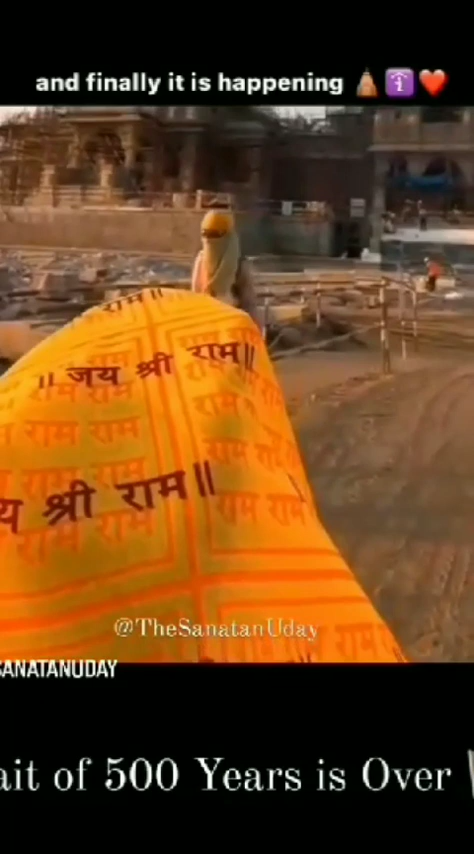 and finally it is happening 🛕🛐❤️
राम॥
॥ जय श्री राम॥
राम राम
राम राम
राम राम
राम राम
श्री राम॥
राम राम
राम राम
@TheSanatanUday
SANATANUDAY
ait of 500 Years is Over